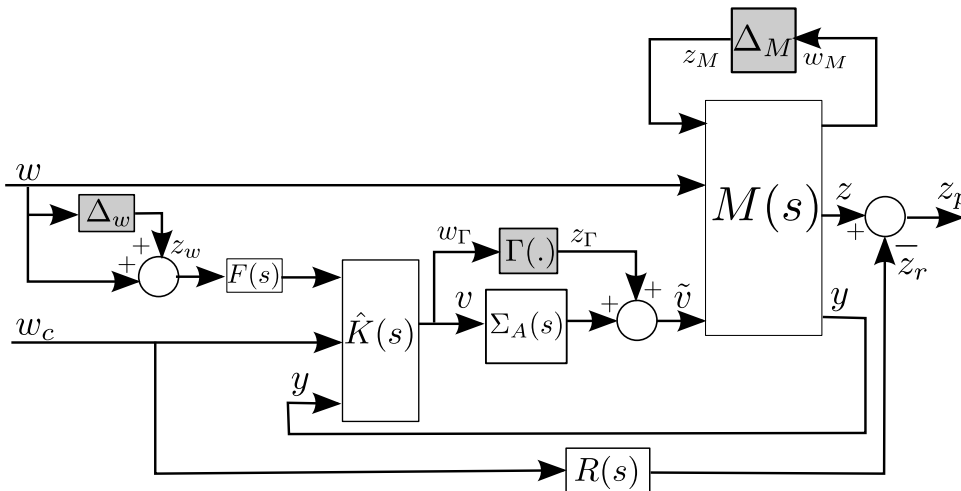 Δ_M
z_M
w_M
w
M(s)
z
z_p
Δ_w
+
+
z_w
+
−
z_r
w_Γ
Γ(.)
z_Γ
F(s)
+
+
y
v
Σ_A(s)
ṽ
w_c
K̂(s)
y
R(s)